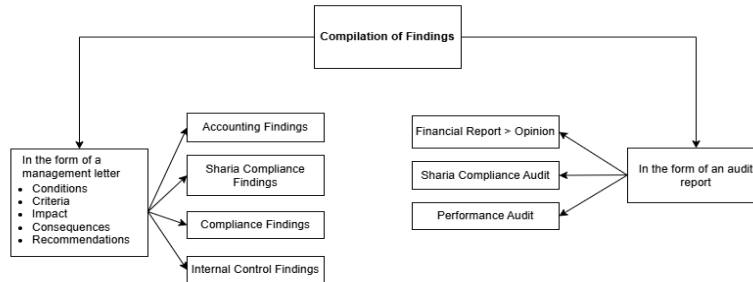 Compilation of Findings
In the form of a
management letter
• Conditions
• Criteria
• Impact
• Consequences
• Recommendations
Accounting Findings
Sharia Compliance
Findings
Compliance Findings
Internal Control Findings
Financial Report > Opinion
Sharia Compliance Audit
Performance Audit
In the form of an audit
report